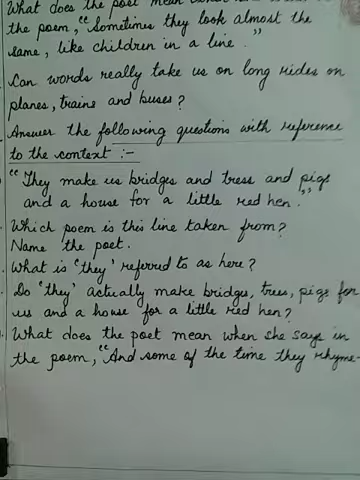 What does the poet mean
the poem, "Sometimes they look almost the
same, like children in a line."
Can words really take us on long rides on
planes, trains and buses?
Answer the following questions with reference
to the context :-
"They make us bridges and tress and pigs
and a house for a little red hen."
Which poem is this line taken from?
Name the poet.
What is 'they' referred to as here?
Do 'they' actually make bridges, trees, pigs for
us and a house for a little red hen?
What does the poet mean when she says in
the poem, "And some of the time they rhyme-